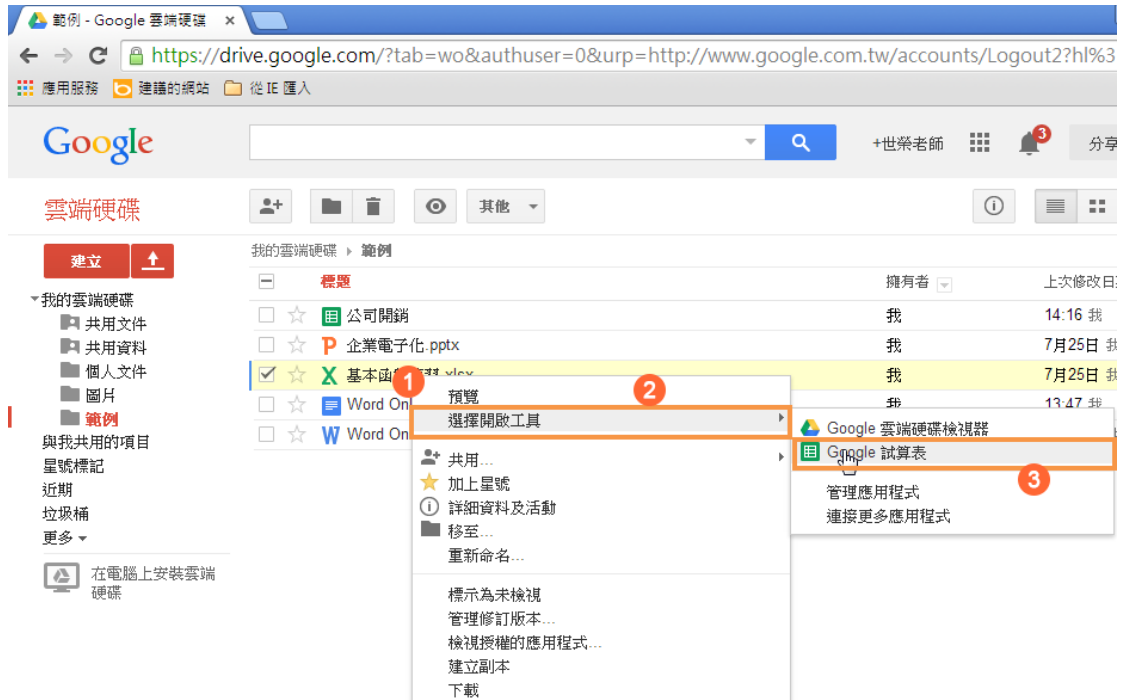 範例 - Google 雲端硬碟
https://drive.google.com/?tab=wo&authuser=0&urp=http://www.google.com.tw/accounts/Logout2?hl%3
應用服務 建議的網站 從 IE 匯入
Google +世榮老師 3 分享
雲端硬碟 其他
建立
我的雲端硬碟 範例
標題 擁有者 上次修改日
我的雲端硬碟
共用文件
共用資料
個人文件
圖片
範例
與我共用的項目
星號標記
近期
垃圾桶
更多
在電腦上安裝雲端
硬碟
公司開銷 我 14:16 我
企業電子化.pptx 我 7月25日 我
基本函 .xlsx 我 7月25日 我
Word Onl 我 13:47 我
Word Onl
1
2
3
預覽
選擇開啟工具
共用...
加上星號
詳細資料及活動
移至...
重新命名...
標示為未檢視
管理修訂版本...
檢視授權的應用程式...
建立副本
下載
Google 雲端硬碟檢視器
Google 試算表
管理應用程式
連接更多應用程式